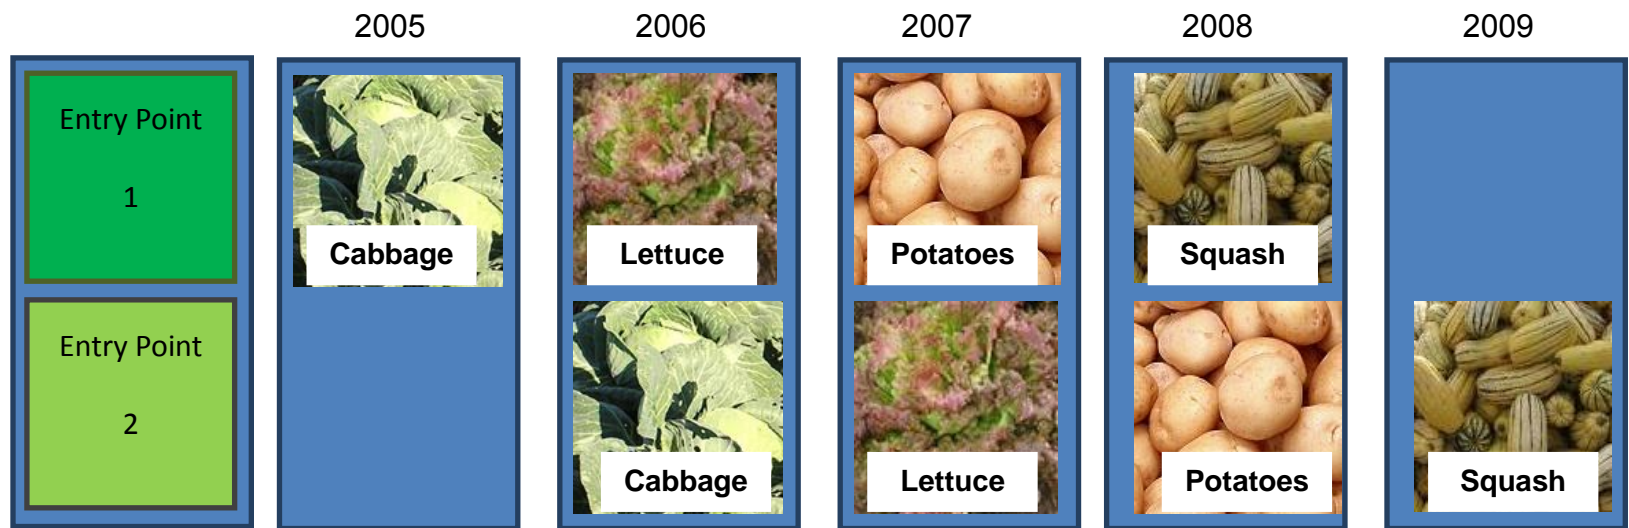 2005 2006 2007 2008 2009
Entry Point
1
Cabbage Lettuce Potatoes Squash
Entry Point
2
Cabbage Lettuce Potatoes Squash